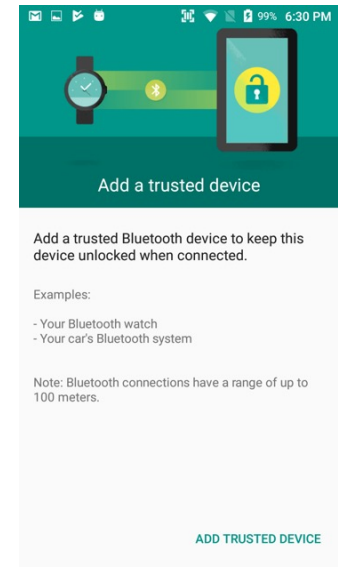 99% 6:30 PM
Add a trusted device
Add a trusted Bluetooth device to keep this
device unlocked when connected.
Examples:
- Your Bluetooth watch
- Your car's Bluetooth system
Note: Bluetooth connections have a range of up to
100 meters.
ADD TRUSTED DEVICE